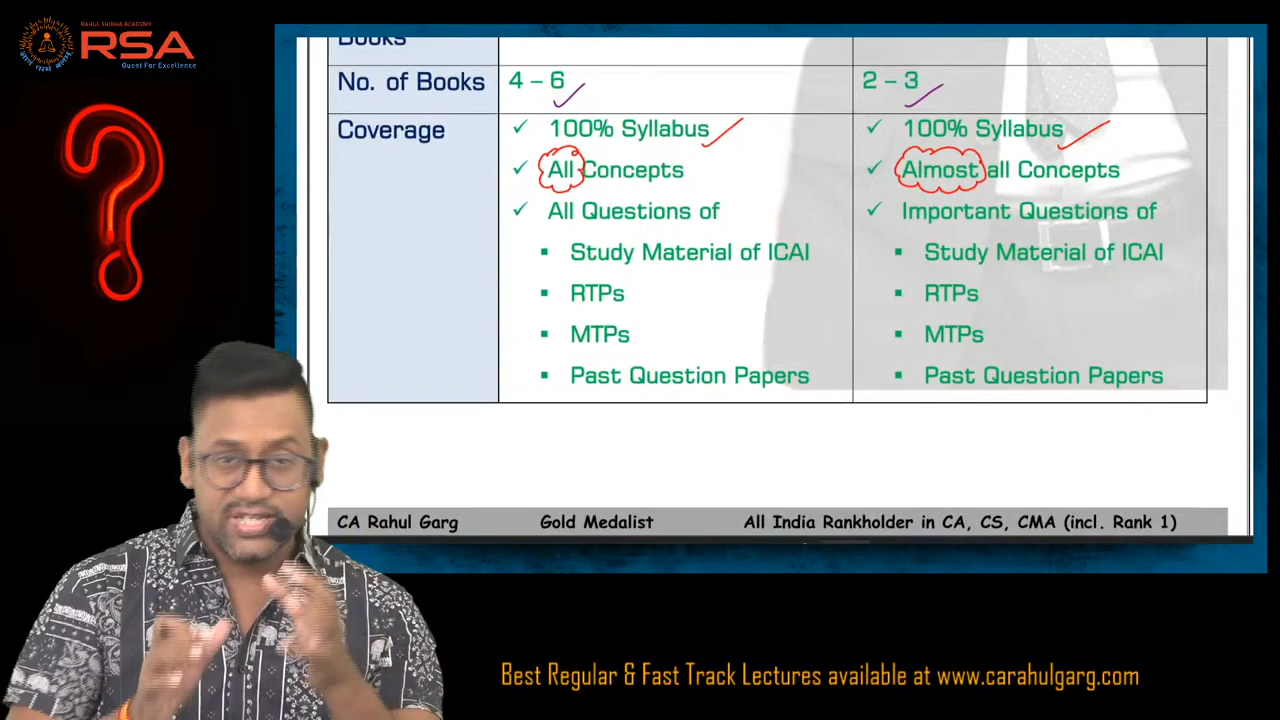 RAHUL SHIKHA ACADEMY
RSA
Quest For Excellence
Books
No. of Books
4 – 6
2 – 3
Coverage
✓ 100% Syllabus
✓ All Concepts
✓ All Questions of
▪ Study Material of ICAI
▪ RTPs
▪ MTPs
▪ Past Question Papers
✓ 100% Syllabus
✓ Almost all Concepts
✓ Important Questions of
▪ Study Material of ICAI
▪ RTPs
▪ MTPs
▪ Past Question Papers
CA Rahul Garg Gold Medalist All India Rankholder in CA, CS, CMA (incl. Rank 1)
Best Regular & Fast Track Lectures available at www.carahulgarg.com